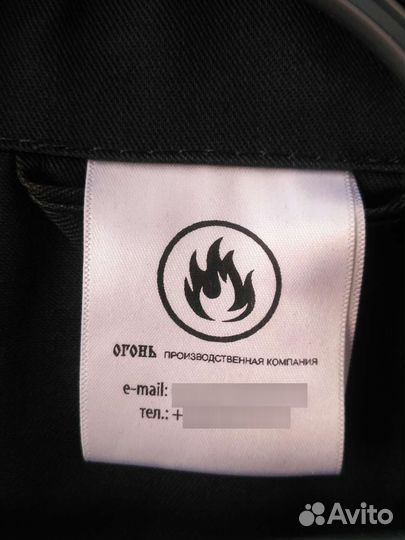 ОГОНЬ ПРОИЗВОДСТВЕННАЯ КОМПАНИЯ
e-mail:
тел.: +
Avito